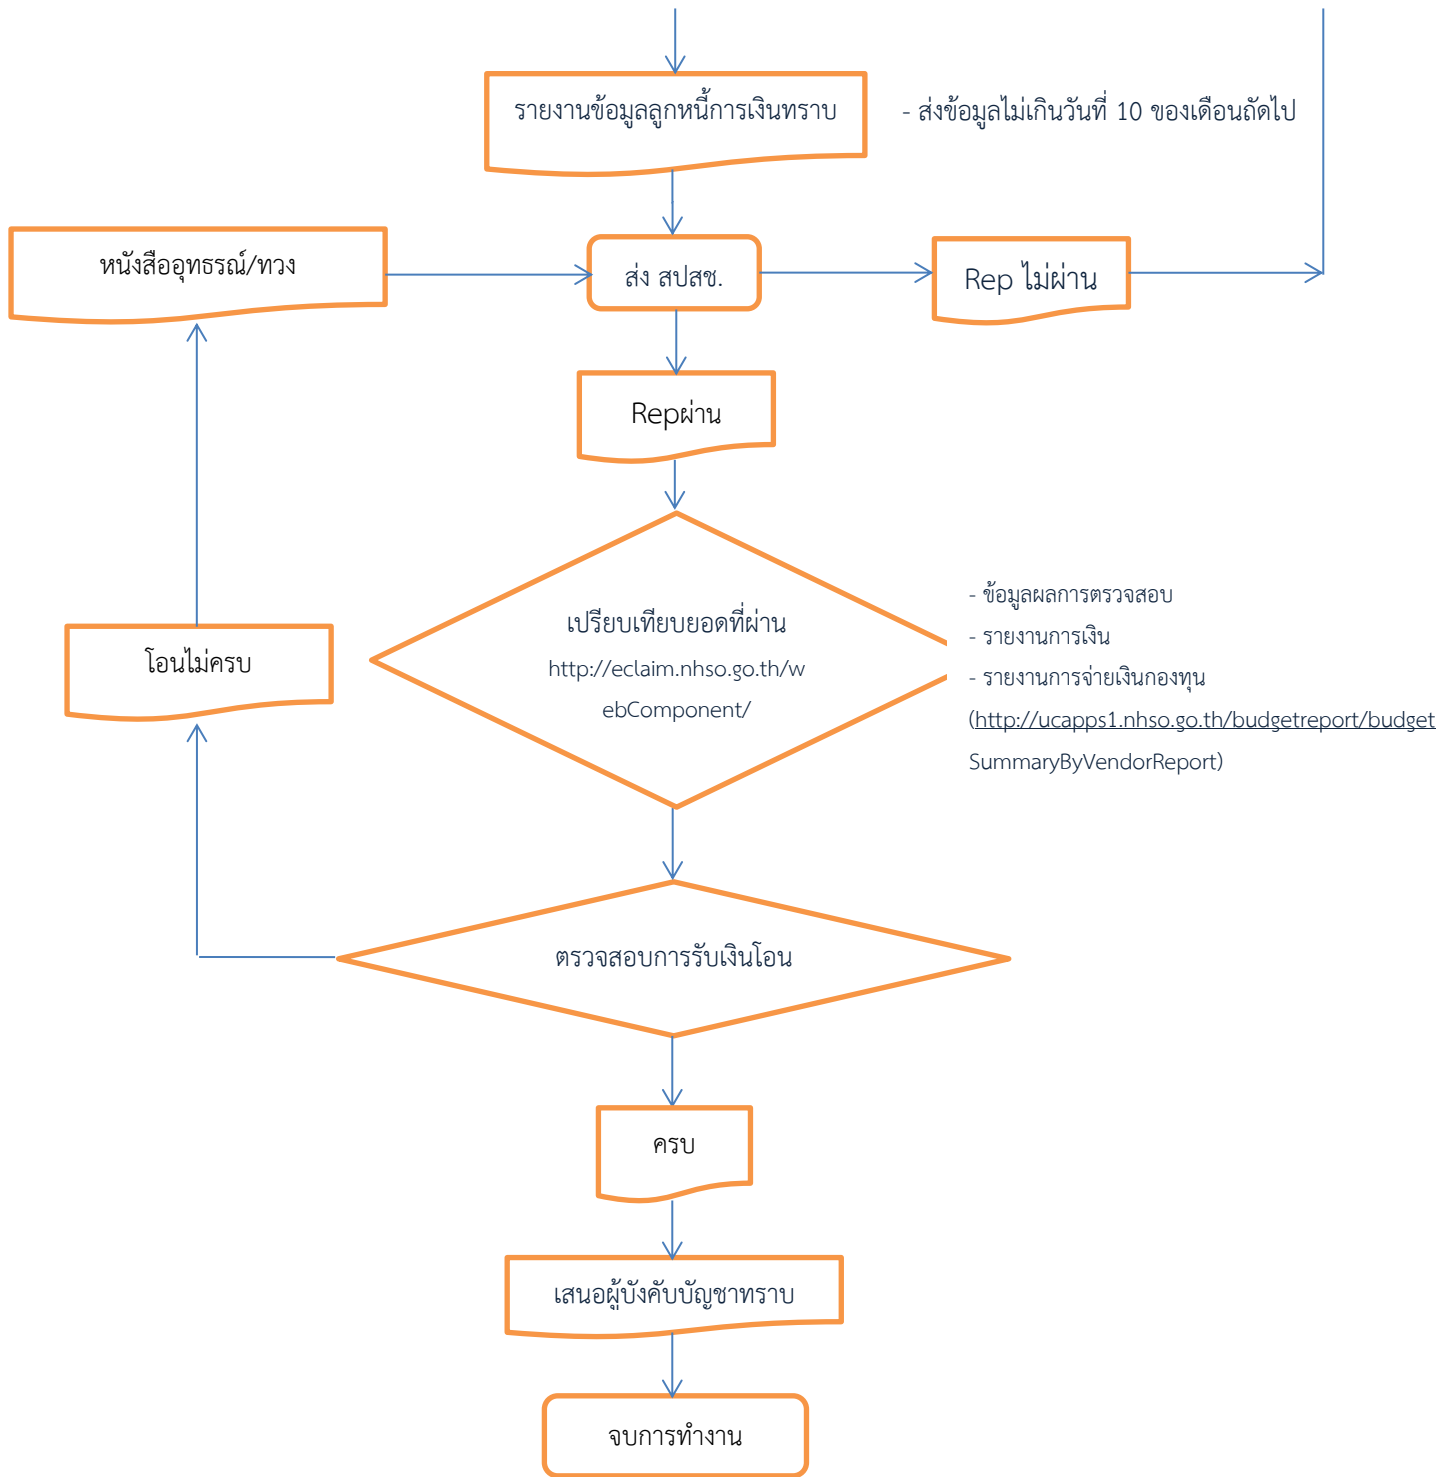 รายงานข้อมูลลูกหนี้การเงินทราบ
- ส่งข้อมูลไม่เกินวันที่ 10 ของเดือนถัดไป
หนังสืออุทธรณ์/ทวง
ส่ง สปสช.
Rep ไม่ผ่าน
Repผ่าน
เปรียบเทียบยอดที่ผ่าน
http://eclaim.nhso.go.th/w
ebComponent/
- ข้อมูลผลการตรวจสอบ
- รายงานการเงิน
- รายงานการจ่ายเงินกองทุน
(http://ucapps1.nhso.go.th/budgetreport/budget
SummaryByVendorReport)
โอนไม่ครบ
ตรวจสอบการรับเงินโอน
ครบ
เสนอผู้บังคับบัญชาทราบ
จบการทำงาน